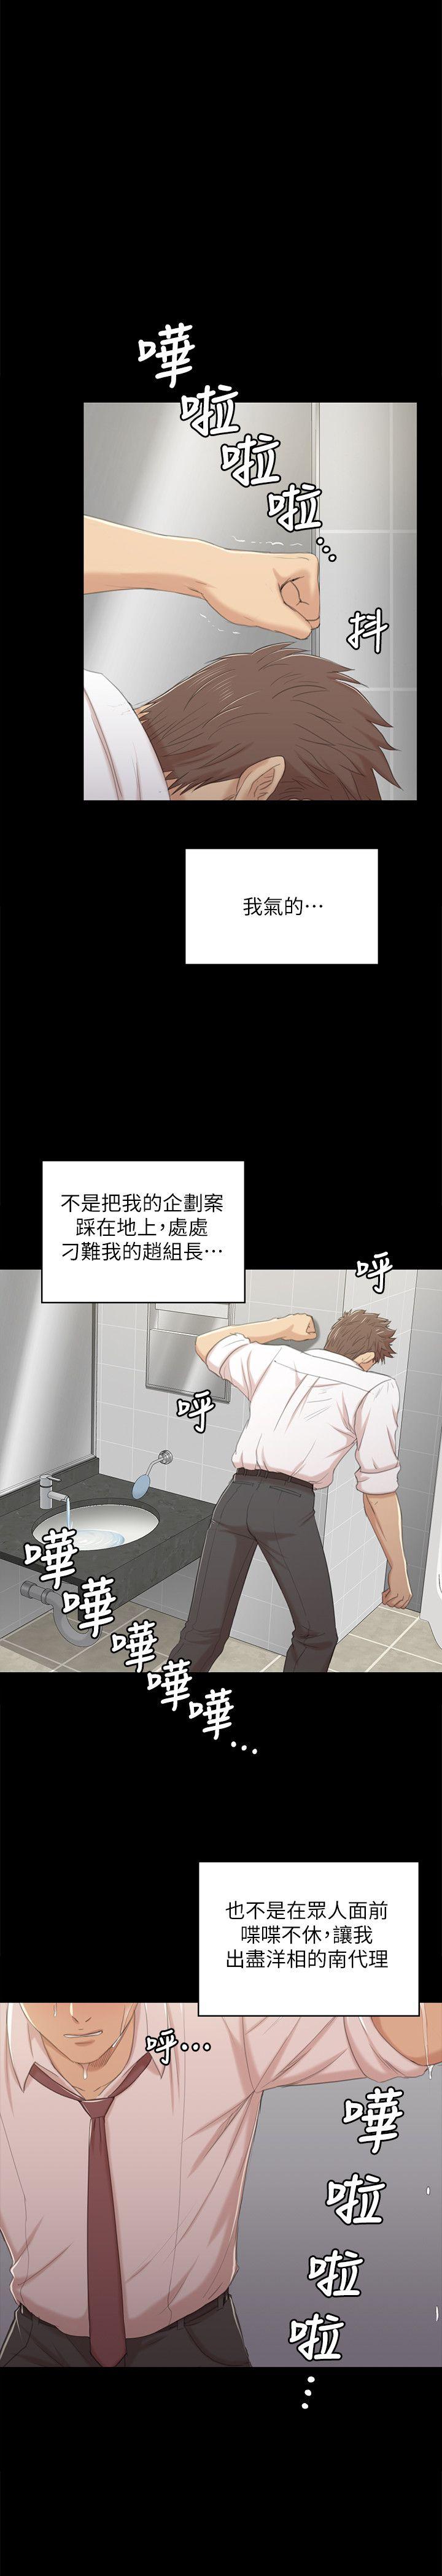 嘩
啦
啦
啦
⋯
抖
我氣的⋯
不是把我的企劃案
踩在地上，處處
刁難我的趙組長⋯
呼
呼
嘩
嘩
嘩
嘩
嘩
⋯
也不是在眾人面前
喋喋不休，讓我
出盡洋相的南代理
呼⋯
嘩
啦
啦
啦
⋯